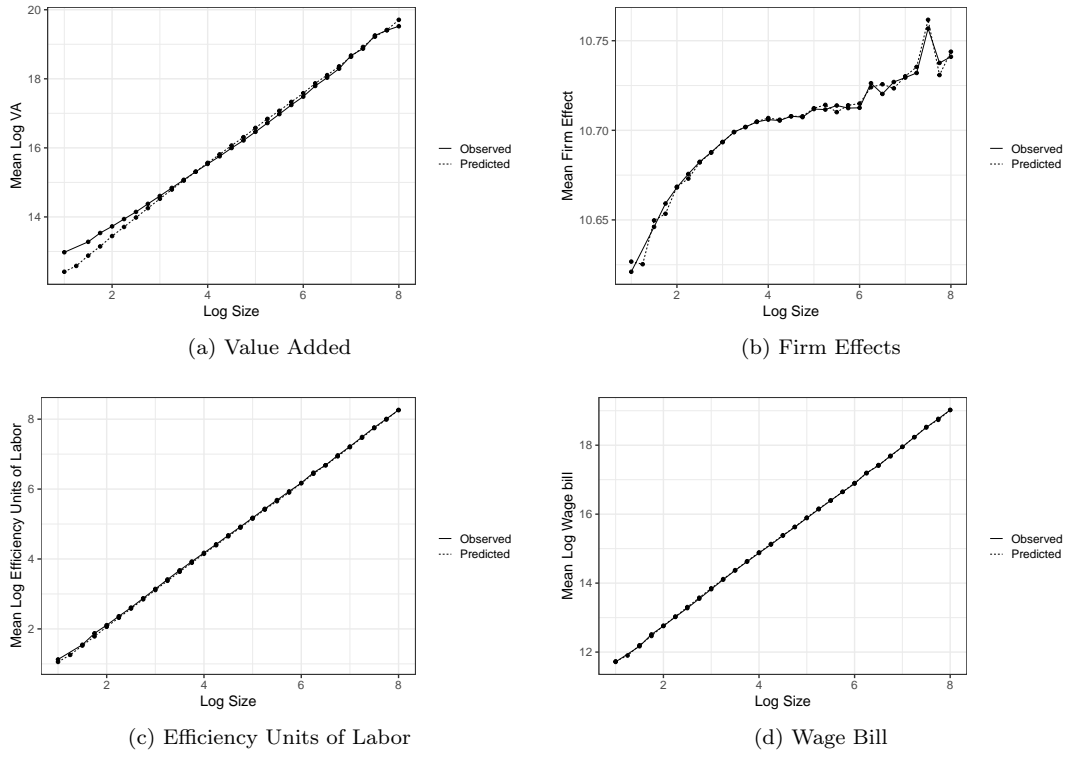 20
18
16
14
Mean Log VA
2
4
6
8
Log Size
Observed
Predicted
(a) Value Added
10.75
10.70
10.65
Mean Firm Effect
2
4
6
8
Log Size
Observed
Predicted
(b) Firm Effects
8
6
4
2
Mean Log Efficiency Units of Labor
2
4
6
8
Log Size
Observed
Predicted
(c) Efficiency Units of Labor
18
16
14
12
Mean Log Wage bill
2
4
6
8
Log Size
Observed
Predicted
(d) Wage Bill